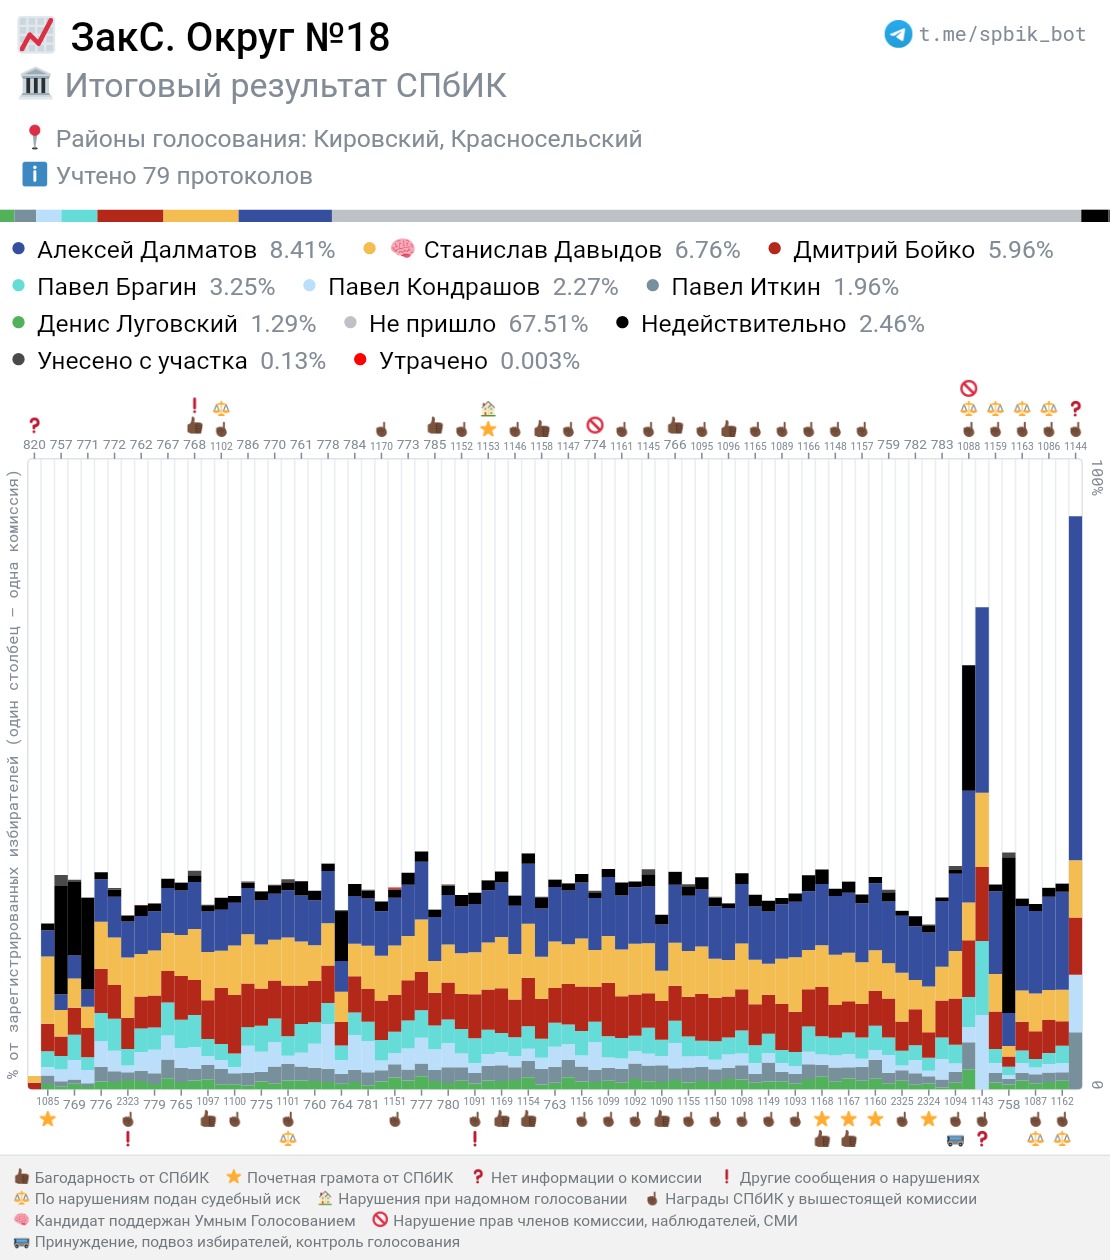 ЗакС. Округ №18
t.me/spbik_bot
Итоговый результат СПбИК
Районы голосования: Кировский, Красносельский
Учтено 79 протоколов
Алексей Далматов 8.41% Станислав Давыдов 6.76% Дмитрий Бойко 5.96%
Павел Брагин 3.25% Павел Кондрашов 2.27% Павел Иткин 1.96%
Денис Луговский 1.29% Не пришло 67.51% Недействительно 2.46%
Унесено с участка 0.13% Утрачено 0.003%
820 757 771 772 762 767 768 1102 786 770 761 778 784 1170 773 785 1152 1153 1146 1158 1147 774 1161 1145 766 1095 1096 1165 1089 1166 1148 1157 759 782 783 1088 1159 1163 1086 1144
100%
% от зарегистрированных избирателей (один столбец — одна комиссия)
0
1085 769 776 2323 779 765 1097 1100 775 1101 760 764 781 1151 777 780 1091 1169 1154 763 1156 1099 1092 1090 1155 1150 1098 1149 1093 1168 1167 1160 2325 2324 1094 1143 758 1087 1162
Багодарность от СПбИК Почетная грамота от СПбИК Нет информации о комиссии Другие сообщения о нарушениях
По нарушениям подан судебный иск Нарушения при надомном голосовании Награды СПбИК у вышестоящей комиссии
Кандидат поддержан Умным Голосованием Нарушение прав членов комиссии, наблюдателей, СМИ
Принуждение, подвоз избирателей, контроль голосования